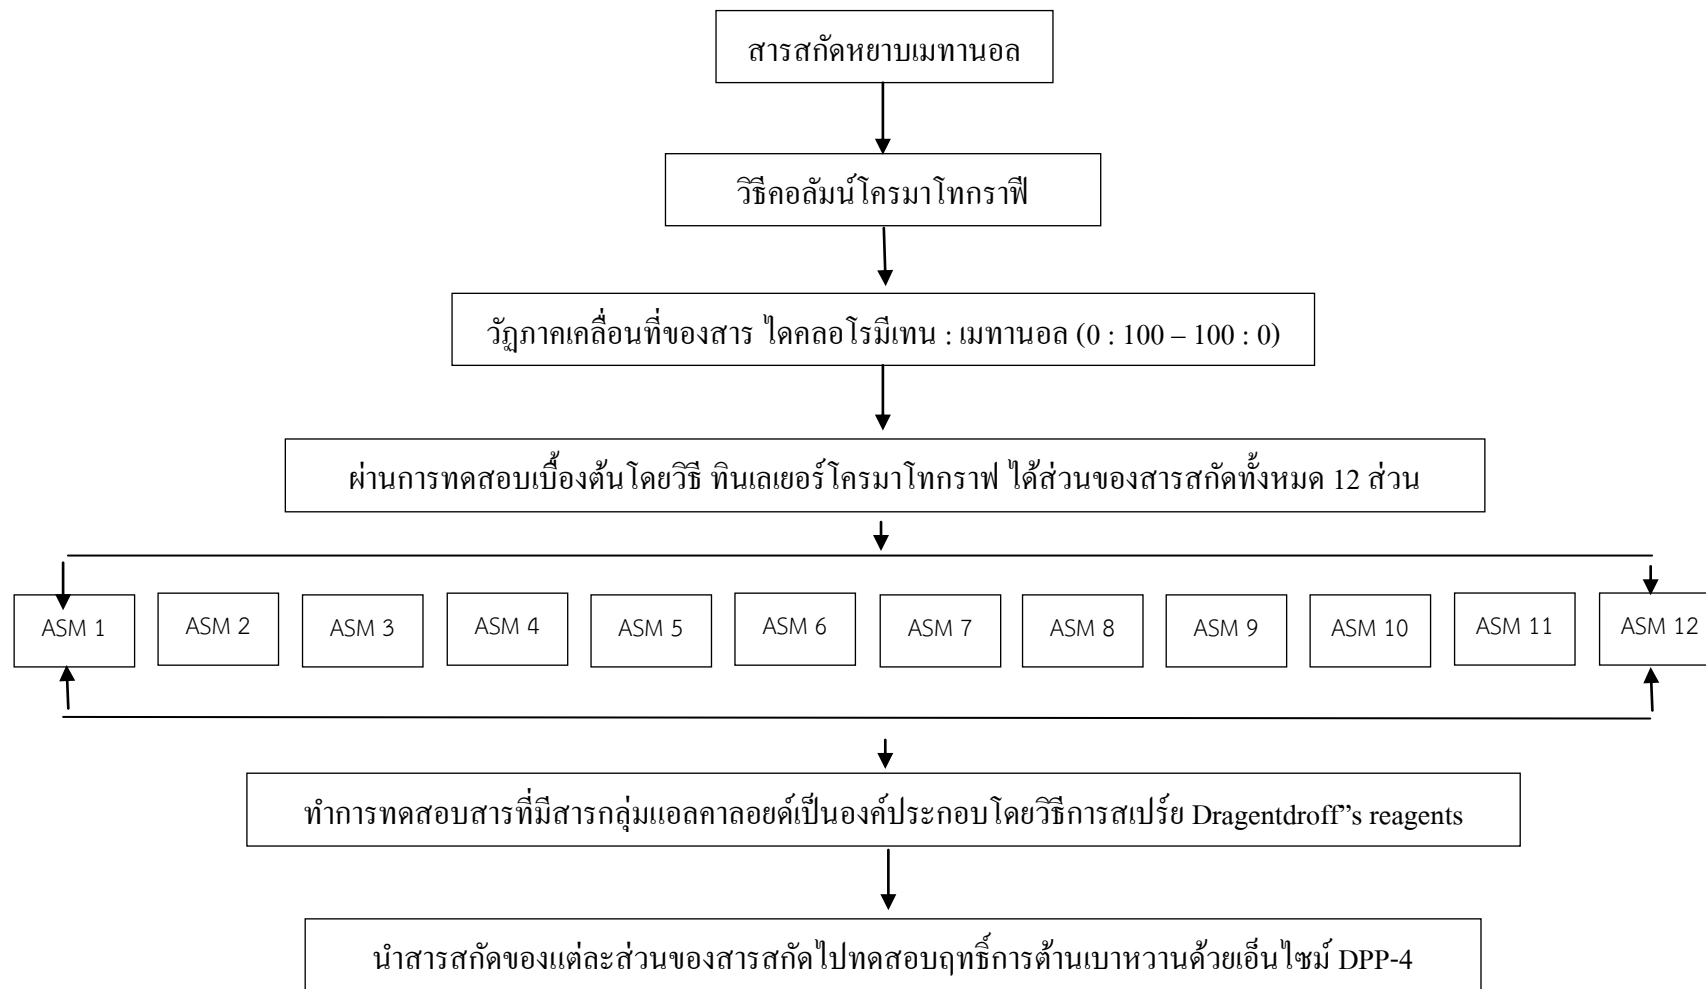 สารสกัดหยาบเมทานอล
วิธีคอลัมน์โครมาโทกราฟี
วัฏภาคเคลื่อนที่ของสาร ไดคลอโรมีเทน : เมทานอล (0 : 100 – 100 : 0)
ผ่านการทดสอบเบื้องต้นโดยวิธี ทินเลเยอร์โครมาโทกราฟ ได้ส่วนของสารสกัดทั้งหมด 12 ส่วน
ASM 1 ASM 2 ASM 3 ASM 4 ASM 5 ASM 6 ASM 7 ASM 8 ASM 9 ASM 10 ASM 11 ASM 12
ทำการทดสอบสารที่มีสารกลุ่มแอลคาลอยด์เป็นองค์ประกอบโดยวิธีการสเปร์ย Dragentdroff”s reagents
นำสารสกัดของแต่ละส่วนของสารสกัดไปทดสอบฤทธิ์การต้านเบาหวานด้วยเอ็นไซม์ DPP-4